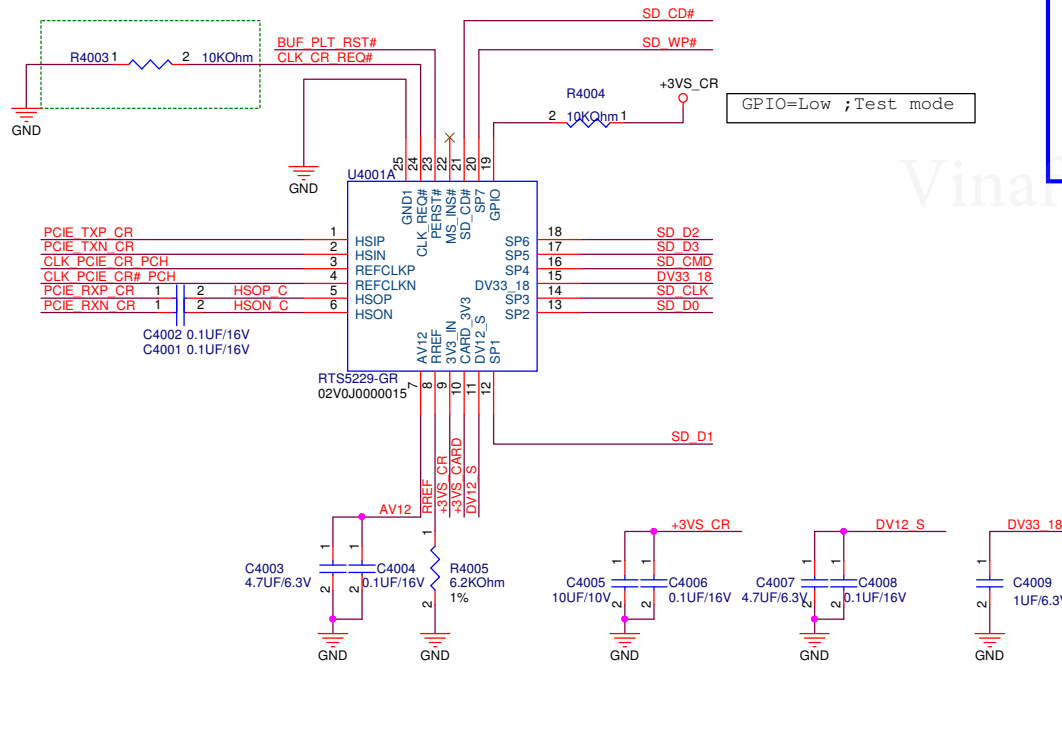 SD_CD#
BUF_PLT_RST#
SD_WP#
R4003 1 2 10KOhm
CLK_CR_REQ#
+3VS_CR
R4004
GPIO=Low ;Test mode
2 10KOhm 1
GND
25 24 23 22 21 20 19
GND
U4001A
Vinaf
GND1 CLK_REQ# PERST# MS_INS# SD_CD# SP7 GPIO
PCIE_TXP_CR 1 HSIP SP6 18 SD_D2
PCIE_TXN_CR 2 HSIN SP5 17 SD_D3
CLK_PCIE_CR_PCH 3 REFCLKP SP4 16 SD_CMD
CLK_PCIE_CR#_PCH 4 REFCLKN DV33_18 15 DV33_18
PCIE_RXP_CR 1 2 HSOP_C 5 HSOP SP3 14 SD_CLK
PCIE_RXN_CR 1 2 HSON_C 6 HSON SP2 13 SD_D0
C4002 0.1UF/16V
C4001 0.1UF/16V
AV12 RREF 3V3_IN CARD_3V3 DV12_S SP1
RTS5229-GR
02V0J0000015
7 8 9 10 11 12
SD_D1
RREF +3VS_CR +3VS_CARD DV12_S
AV12
+3VS_CR
DV12_S
DV33_18
1 1 1 1 1 1 1 1
C4003 C4004 R4005 C4005 C4006 C4007 C4008 C4009
4.7UF/6.3V 0.1UF/16V 6.2KOhm 10UF/10V 0.1UF/16V 4.7UF/6.3V 0.1UF/16V 1UF/6.3V
1%
2 2 2 2 2 2 2 2
GND GND GND GND GND